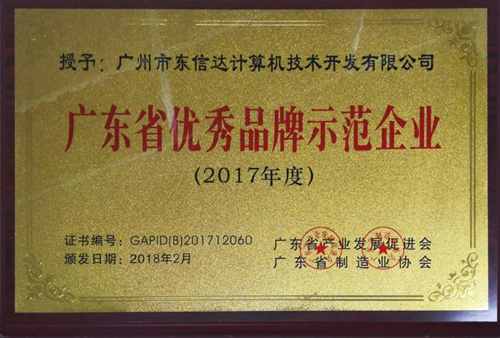 授予：广州市东信达计算机技术开发有限公司
广东省优秀品牌示范企业
(2017年度)
证书编号：GAPID(B)201712060
颁发日期：2018年2月
广东省产业发展促进会
广东省制造业协会